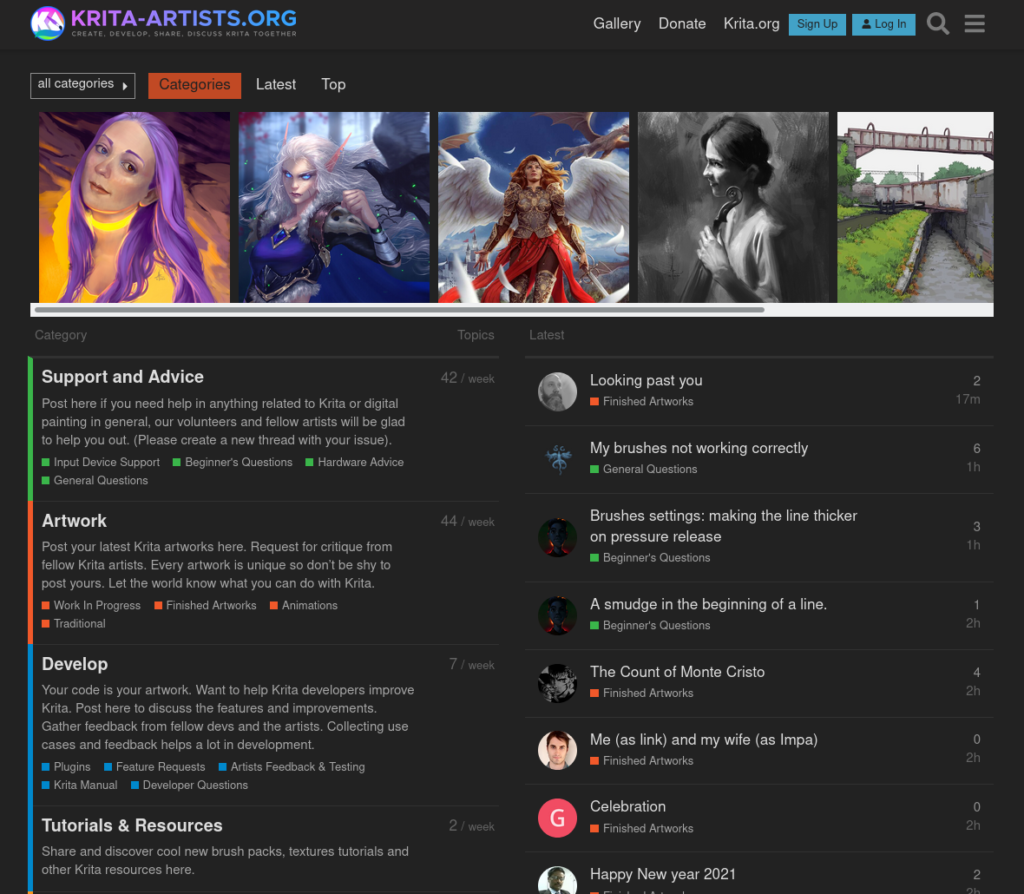 KRITA-ARTISTS.ORG
CREATE, DEVELOP, SHARE, DISCUSS KRITA TOGETHER
Gallery Donate Krita.org Sign Up Log In
all categories Categories Latest Top
Category Topics
Support and Advice 42 / week
Post here if you need help in anything related to Krita or digital
painting in general, our volunteers and fellow artists will be glad
to help you out. (Please create a new thread with your issue).
Input Device Support Beginner's Questions Hardware Advice
General Questions
Artwork 44 / week
Post your latest Krita artworks here. Request for critique from
fellow Krita artists. Every artwork is unique so don't be shy to
post yours. Let the world know what you can do with Krita.
Work In Progress Finished Artworks Animations
Traditional
Develop 7 / week
Your code is your artwork. Want to help Krita developers improve
Krita. Post here to discuss the features and improvements.
Gather feedback from fellow devs and the artists. Collecting use
cases and feedback helps a lot in development.
Plugins Feature Requests Artists Feedback & Testing
Krita Manual Developer Questions
Tutorials & Resources 2 / week
Share and discover cool new brush packs, textures tutorials and
other Krita resources here.
Latest
Looking past you 2
Finished Artworks 17m
My brushes not working correctly 6
General Questions 1h
Brushes settings: making the line thicker 3
on pressure release 1h
Beginner's Questions
A smudge in the beginning of a line. 1
Beginner's Questions 2h
The Count of Monte Cristo 4
Finished Artworks 2h
Me (as link) and my wife (as Impa) 0
Finished Artworks 2h
G
Celebration 0
Finished Artworks 2h
Happy New year 2021 2
Finished Artworks 2h